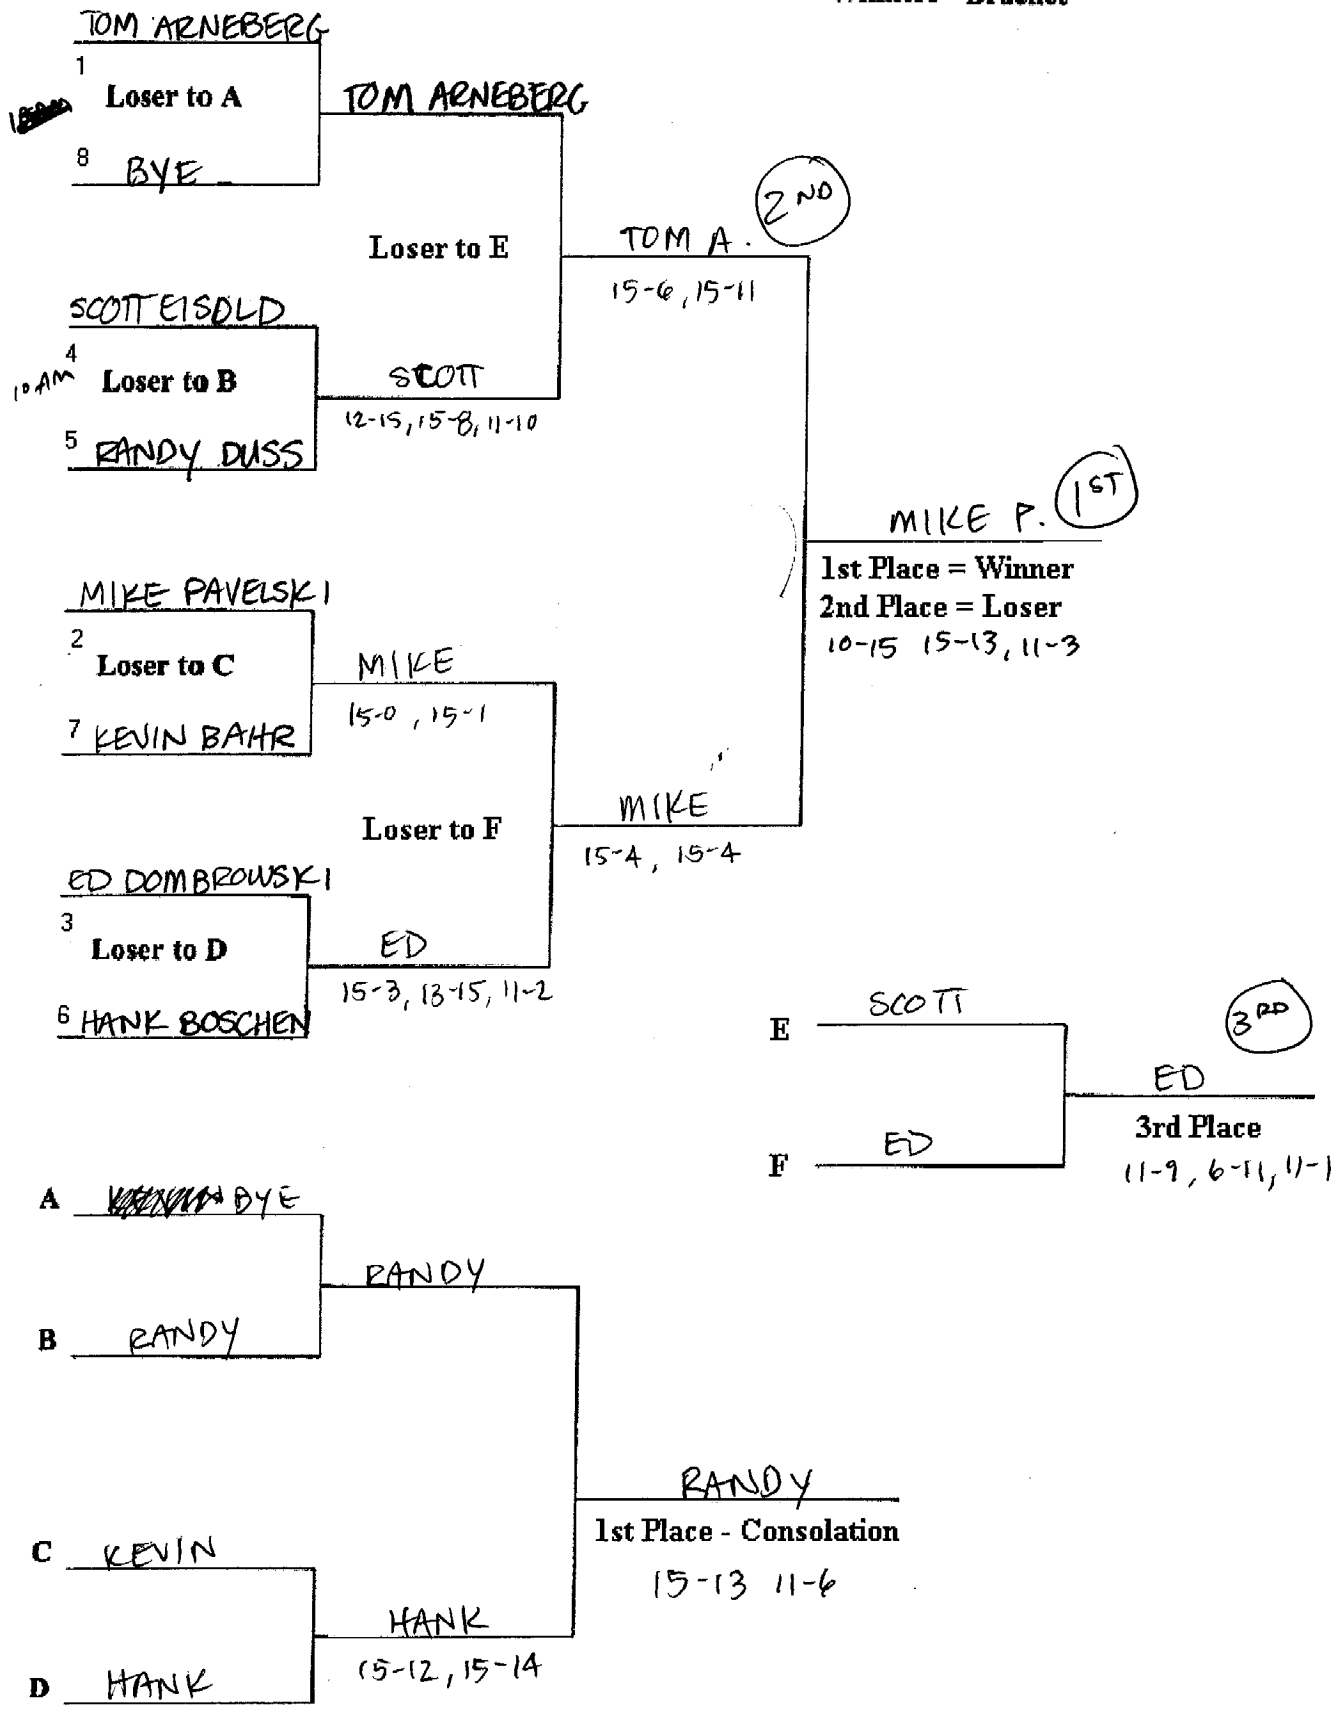 TOM ARNEBERG
1
Loser to A
TOM ARNEBERG
8 BYE
2ND
Loser to E
TOM A.
15-6, 15-11
SCOTT EISOLD
4
10 AM
Loser to B
SCOTT
12-15, 15-8, 11-10
5 RANDY DUSS
MIKE P.
1ST
1st Place = Winner
2nd Place = Loser
10-15 15-13, 11-3
MIKE PAVELSKI
2
Loser to C
MIKE
15-0, 15-1
7 KEVIN BAHR
Loser to F
MIKE
15-4, 15-4
ED DOMBROWSKI
3
Loser to D
ED
15-3, 13-15, 11-2
6 HANK BOSCHEN
E SCOTT
3RD
ED
3rd Place
11-9, 6-11, 11-1
F ED
A BYE
RANDY
B RANDY
RANDY
1st Place - Consolation
15-13 11-6
C KEVIN
HANK
15-12, 15-14
D HANK